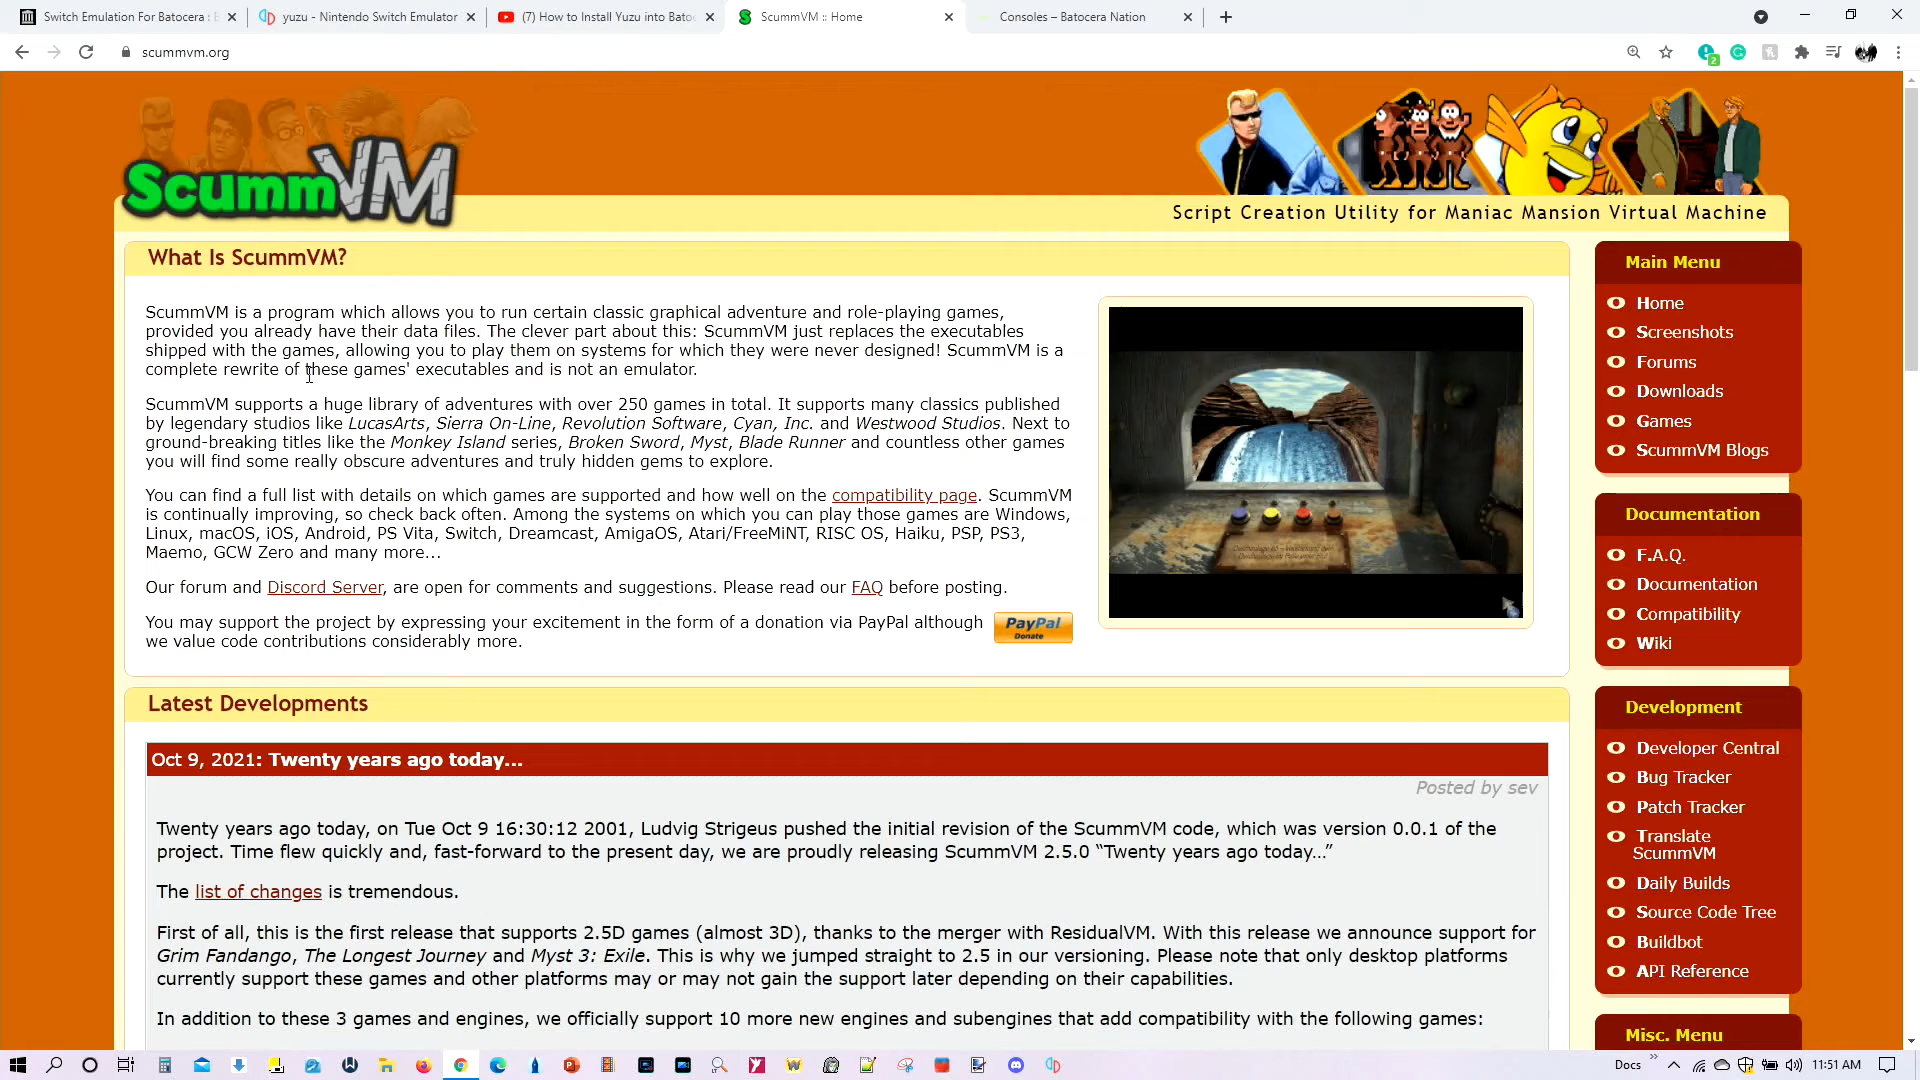 Switch Emulation For Batocera : 
yuzu - Nintendo Switch Emulator
(7) How to Install Yuzu into Batoc
ScummVM :: Home
Consoles – Batocera Nation
scummvm.org
2
ScummVM
Script Creation Utility for Maniac Mansion Virtual Machine
What Is ScummVM?
ScummVM is a program which allows you to run certain classic graphical adventure and role-playing games,
provided you already have their data files. The clever part about this: ScummVM just replaces the executables
shipped with the games, allowing you to play them on systems for which they were never designed! ScummVM is a
complete rewrite of these games' executables and is not an emulator.
ScummVM supports a huge library of adventures with over 250 games in total. It supports many classics published
by legendary studios like LucasArts, Sierra On-Line, Revolution Software, Cyan, Inc. and Westwood Studios. Next to
ground-breaking titles like the Monkey Island series, Broken Sword, Myst, Blade Runner and countless other games
you will find some really obscure adventures and truly hidden gems to explore.
You can find a full list with details on which games are supported and how well on the compatibility page. ScummVM
is continually improving, so check back often. Among the systems on which you can play those games are Windows,
Linux, macOS, iOS, Android, PS Vita, Switch, Dreamcast, AmigaOS, Atari/FreeMiNT, RISC OS, Haiku, PSP, PS3,
Maemo, GCW Zero and many more...
Our forum and Discord Server, are open for comments and suggestions. Please read our FAQ before posting.
You may support the project by expressing your excitement in the form of a donation via PayPal although
we value code contributions considerably more.
PayPal
Donate
Latest Developments
Oct 9, 2021: Twenty years ago today...
Posted by sev
Twenty years ago today, on Tue Oct 9 16:30:12 2001, Ludvig Strigeus pushed the initial revision of the ScummVM code, which was version 0.0.1 of the
project. Time flew quickly and, fast-forward to the present day, we are proudly releasing ScummVM 2.5.0 “Twenty years ago today…”
The list of changes is tremendous.
First of all, this is the first release that supports 2.5D games (almost 3D), thanks to the merger with ResidualVM. With this release we announce support for
Grim Fandango, The Longest Journey and Myst 3: Exile. This is why we jumped straight to 2.5 in our versioning. Please note that only desktop platforms
currently support these games and other platforms may or may not gain the support later depending on their capabilities.
In addition to these 3 games and engines, we officially support 10 more new engines and subengines that add compatibility with the following games:
Main Menu
Home
Screenshots
Forums
Downloads
Games
ScummVM Blogs
Documentation
F.A.Q.
Documentation
Compatibility
Wiki
Development
Developer Central
Bug Tracker
Patch Tracker
Translate
ScummVM
Daily Builds
Source Code Tree
Buildbot
API Reference
Misc. Menu
Docs
11:51 AM